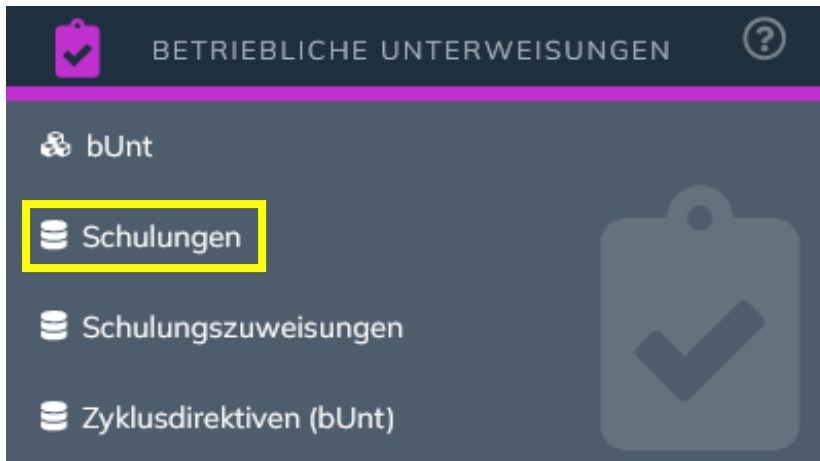 BETRIEBLICHE UNTERWEISUNGEN
bUnt
Schulungen
Schulungszuweisungen
Zyklusdirektiven (bUnt)